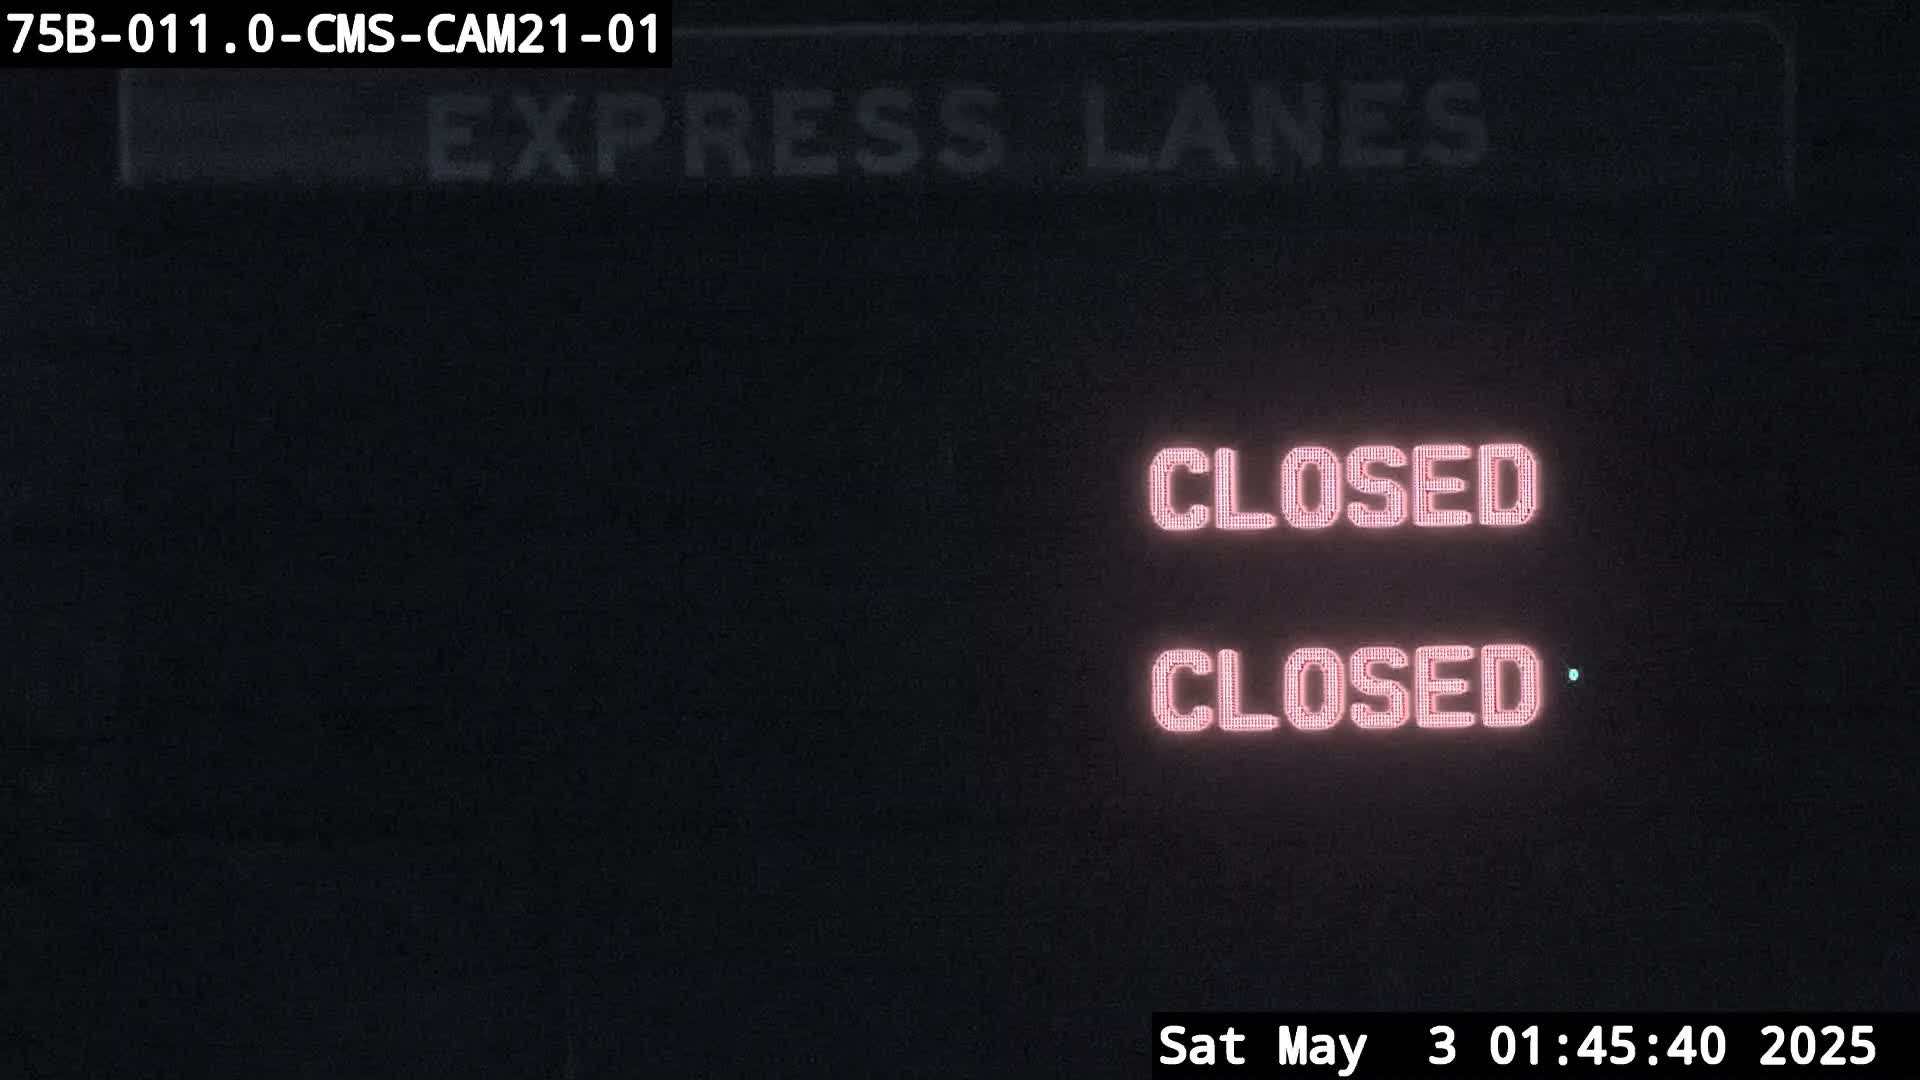 75B-011.0-CMS-CAM21-01
EXPRESS LANES
CLOSED
CLOSED
Sat May 3 01:45:40 2025